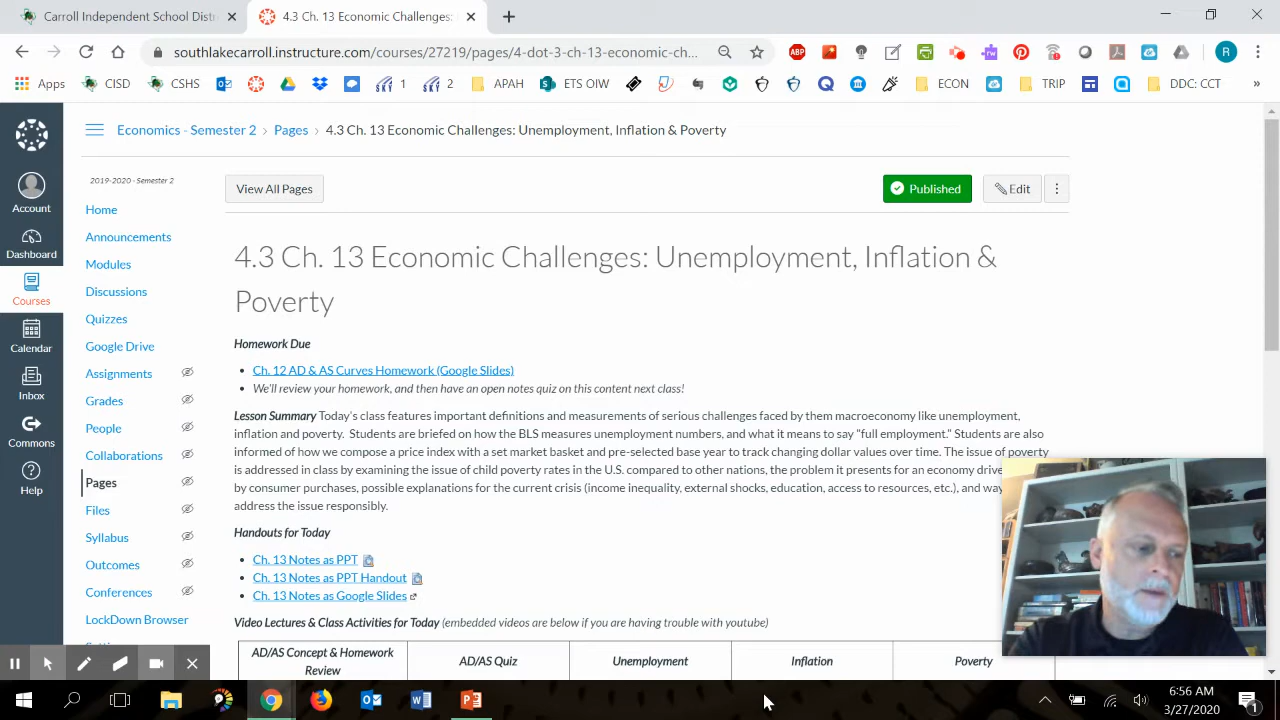 Carroll Independent School Distri
4.3 Ch. 13 Economic Challenges:
southlakecarroll.instructure.com/courses/27219/pages/4-dot-3-ch-13-economic-ch...
ABP
R
Apps
CISD
CSHS
1
2
APAH
ETS OIW
ECON
TRIP
DDC: CCT
»
Economics - Semester 2 › Pages › 4.3 Ch. 13 Economic Challenges: Unemployment, Inflation & Poverty
2019-2020 - Semester 2
Account
Dashboard
Courses
Calendar
Inbox
Commons
Help
Home
Announcements
Modules
Discussions
Quizzes
Google Drive
Assignments
Grades
People
Collaborations
Pages
Files
Syllabus
Outcomes
Conferences
LockDown Browser
View All Pages
Published
Edit
4.3 Ch. 13 Economic Challenges: Unemployment, Inflation &
Poverty
Homework Due
• Ch. 12 AD & AS Curves Homework (Google Slides)
• We'll review your homework, and then have an open notes quiz on this content next class!
Lesson Summary Today's class features important definitions and measurements of serious challenges faced by them macroeconomy like unemployment,
inflation and poverty. Students are briefed on how the BLS measures unemployment numbers, and what it means to say "full employment." Students are also
informed of how we compose a price index with a set market basket and pre-selected base year to track changing dollar values over time. The issue of poverty
is addressed in class by examining the issue of child poverty rates in the U.S. compared to other nations, the problem it presents for an economy drive
by consumer purchases, possible explanations for the current crisis (income inequality, external shocks, education, access to resources, etc.), and way
address the issue responsibly.
Handouts for Today
• Ch. 13 Notes as PPT
• Ch. 13 Notes as PPT Handout
• Ch. 13 Notes as Google Slides
Video Lectures & Class Activities for Today (embedded videos are below if you are having trouble with youtube)
AD/AS Concept & Homework
Review
AD/AS Quiz
Unemployment
Inflation
Poverty
6:56 AM
3/27/2020
1